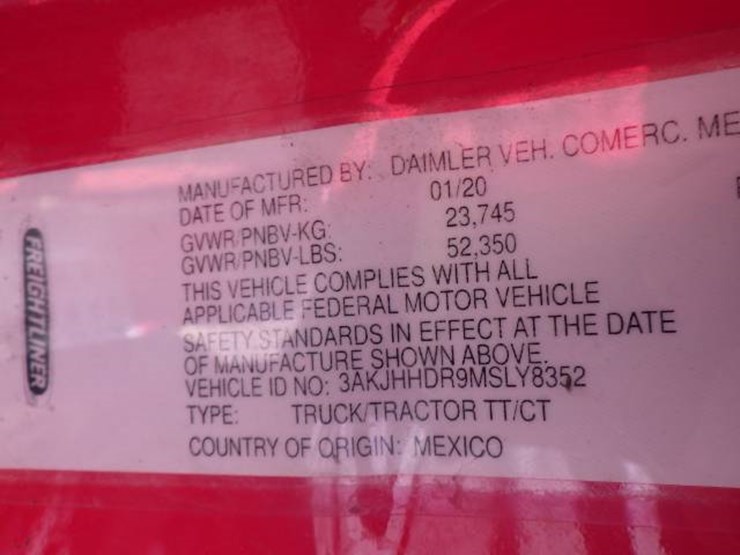 FREIGHTLINER
MANUFACTURED BY: DAIMLER VEH. COMERC. ME
DATE OF MFR: 01/20
GVWR/PNBV-KG: 23,745
GVWR/PNBV-LBS: 52,350
THIS VEHICLE COMPLIES WITH ALL
APPLICABLE FEDERAL MOTOR VEHICLE
SAFETY STANDARDS IN EFFECT AT THE DATE
OF MANUFACTURE SHOWN ABOVE.
VEHICLE ID NO: 3AKJHHDR9MSLY8352
TYPE: TRUCK/TRACTOR TT/CT
COUNTRY OF ORIGIN: MEXICO